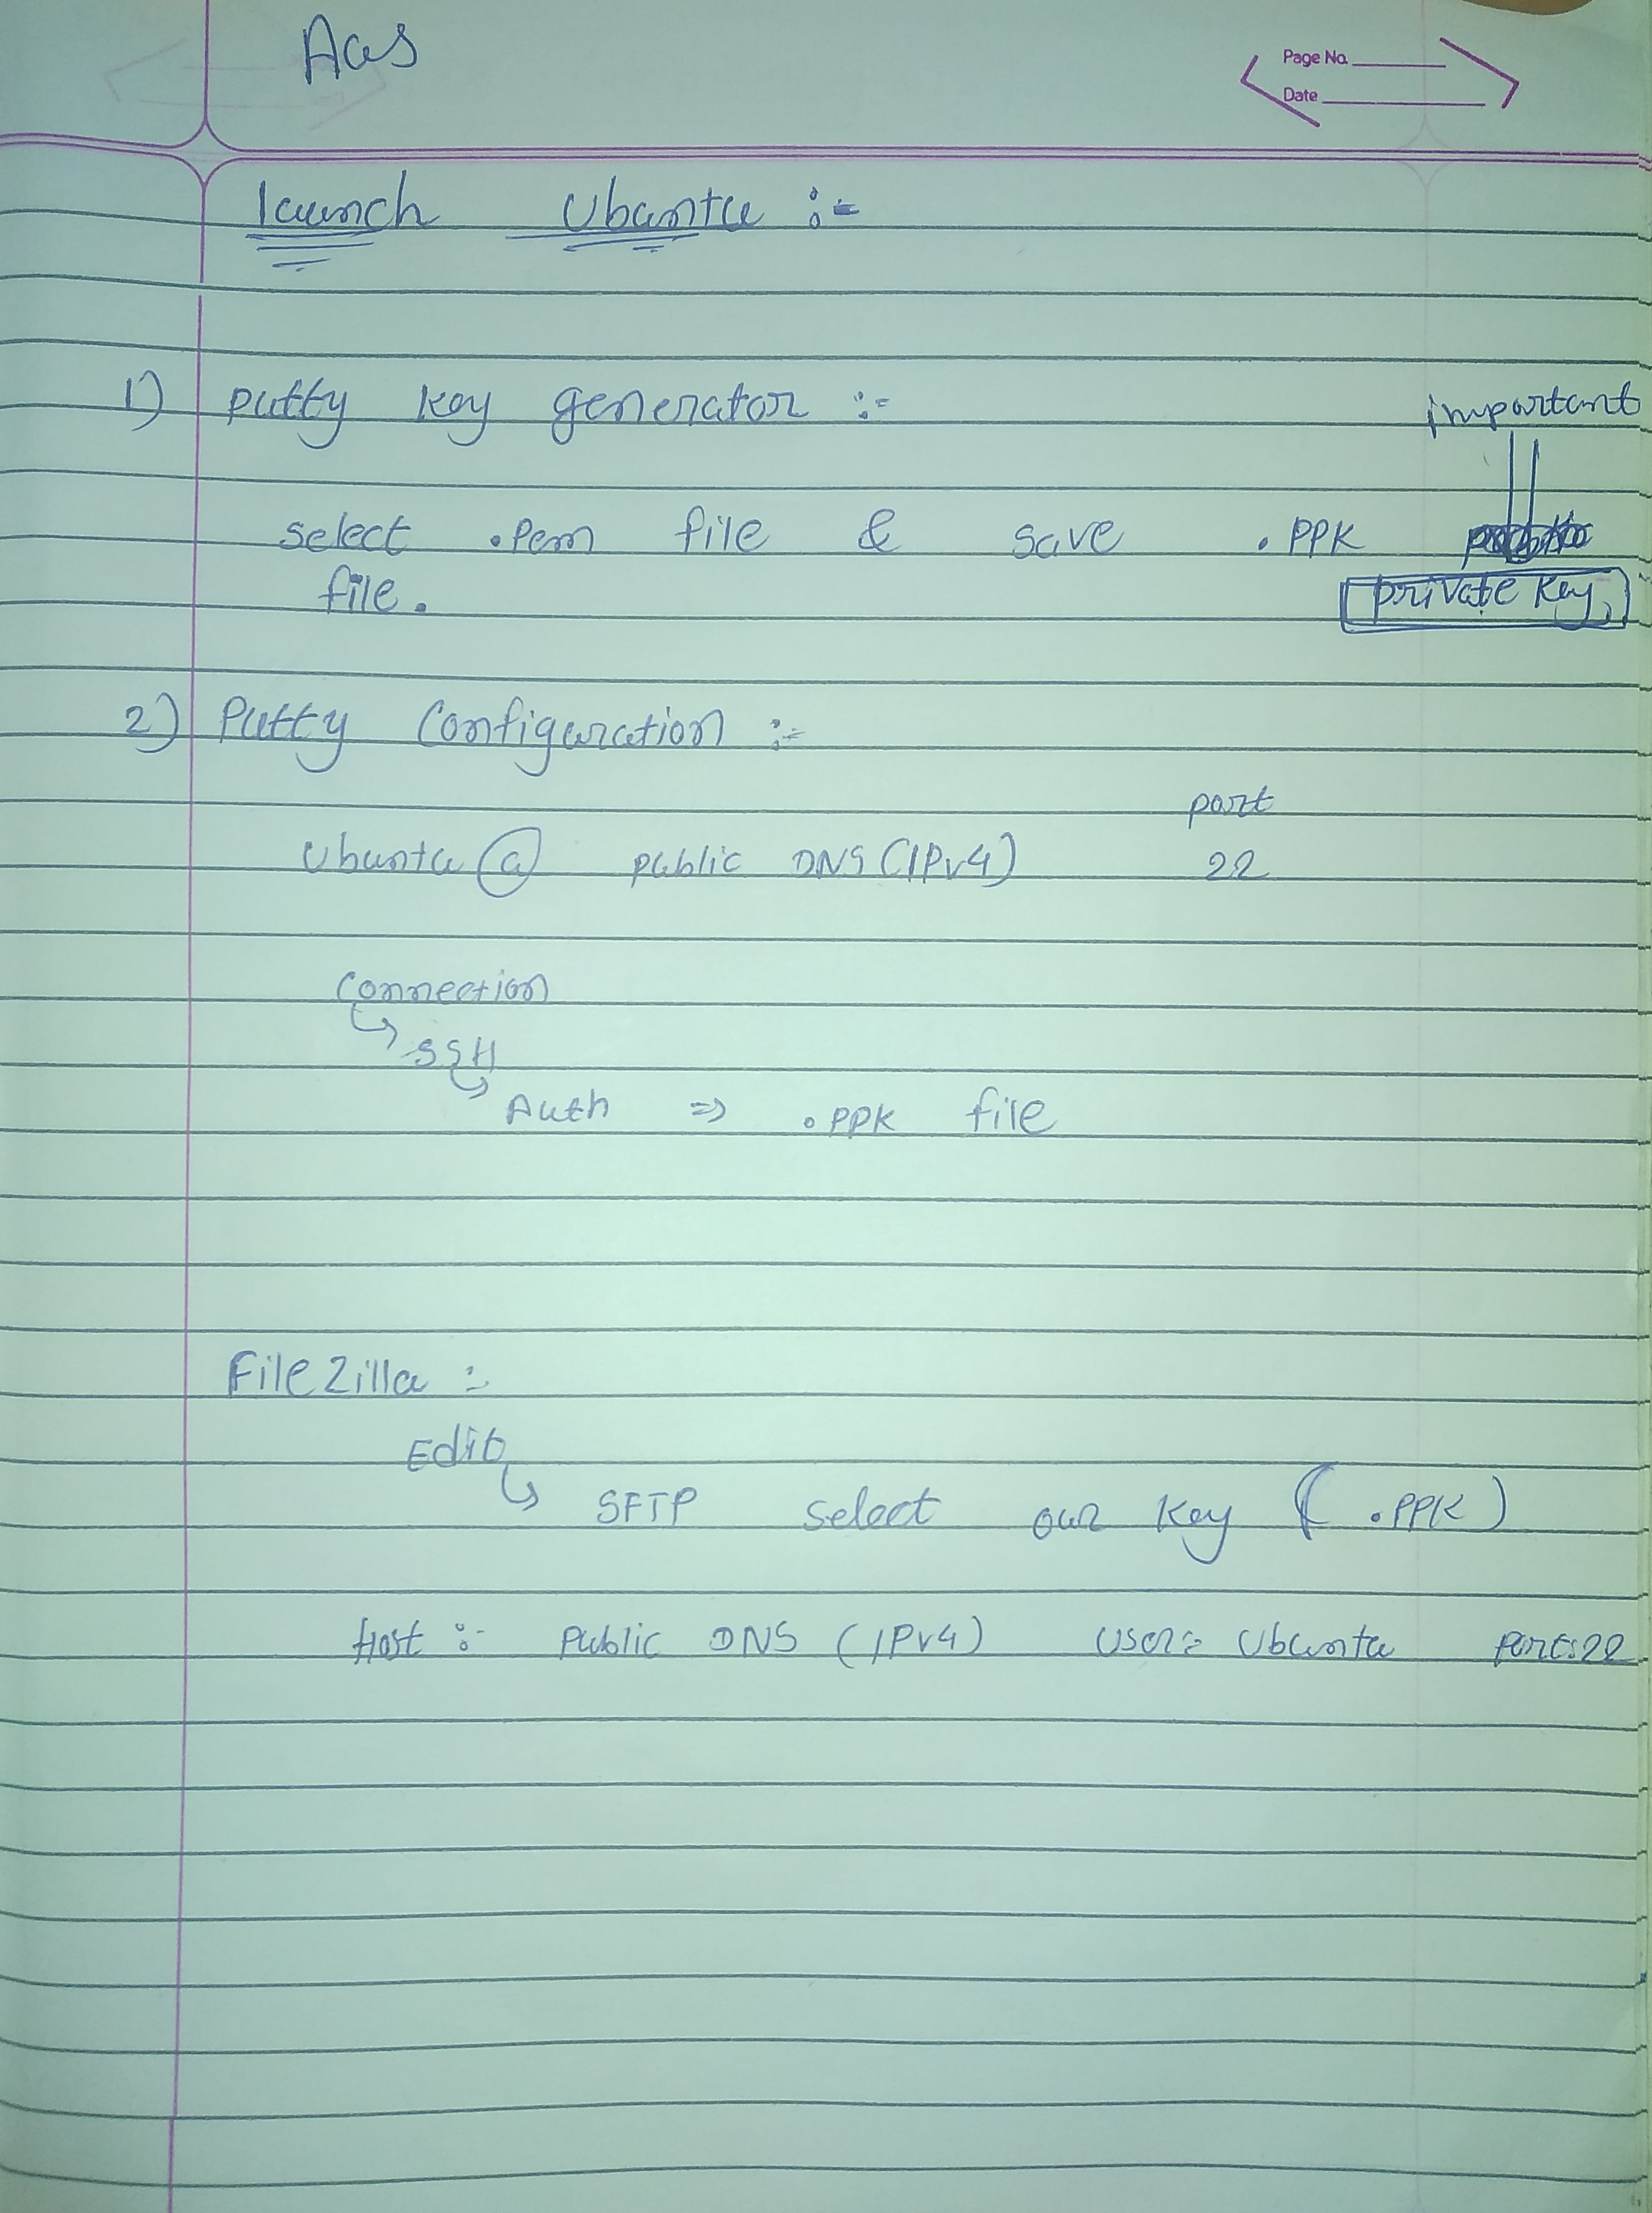 Aws
Page No.
Date
launch Ubantu :-
1) putty key generator :-
important
select .Pem file & save .PPK
file.
private key,
2) Putty Configuration :-
port
Ubuntu @ public DNS (IPv4) 22
Connection
↳ SSH
↳ Auth => .PPK file
FileZilla :-
Edit
↳ SFTP select our key ( .PPK )
Host :- Public DNS (IPv4) User= Ubuntu port:22